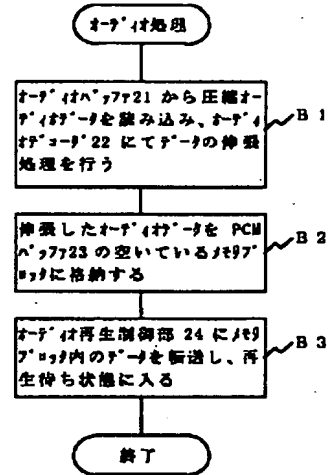 オーディオ処理
オーディオバッファ21 から圧縮オー
ディオデータを読み込み、オーディ
オデコーダ22 にてデータの伸張
処理を行う
B 1
伸張したオーディオデータを PCM
バッファ23の空いているメモリブ
ロックに格納する
B 2
オーディオ再生制御部 24 にメモリ
ブロック内のデータを転送し、再
生待ち状態に入る
B 3
終了